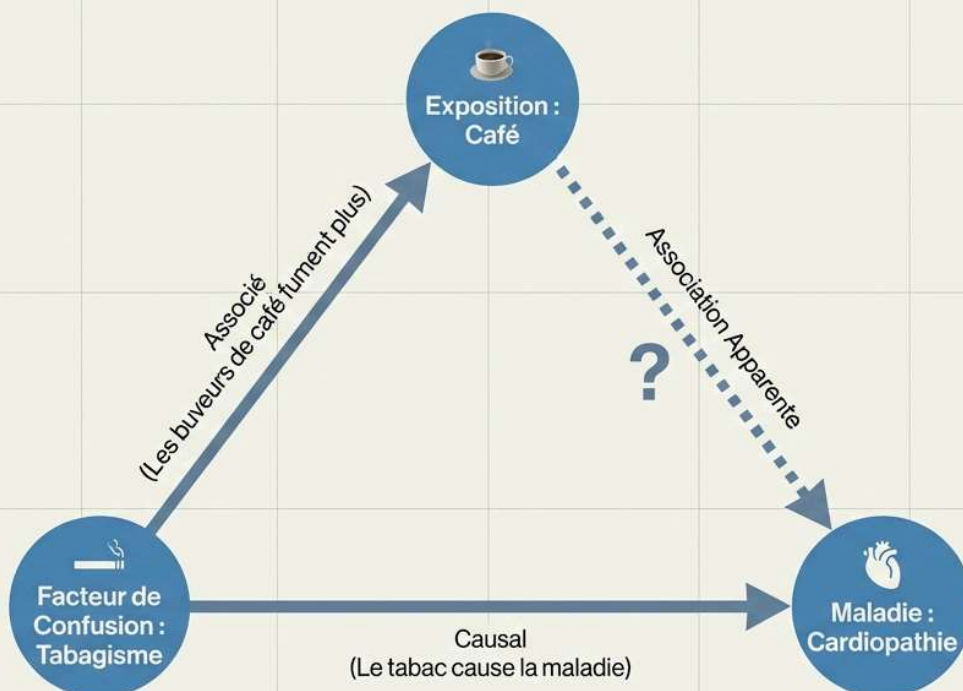 Exposition :
Café
Associé
(Les buveurs de café fument plus)
Association Apparente
?
Facteur de
Confusion :
Tabagisme
Causal
(Le tabac cause la maladie)
Maladie :
Cardiopathie